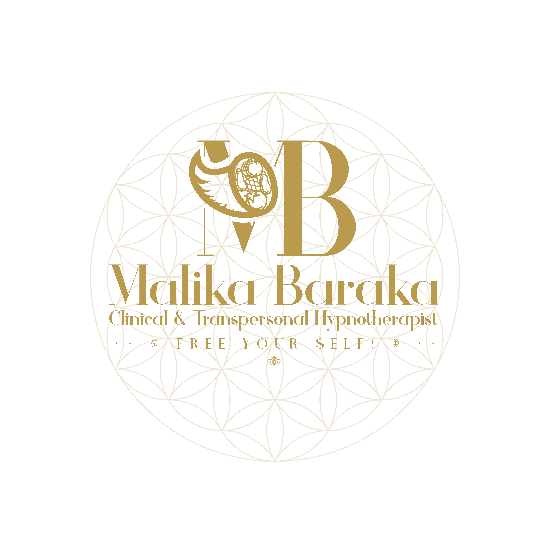 MB
Malika Baraka
Clinical & Transpersonal Hypnotherapist
FREE YOUR SELF!